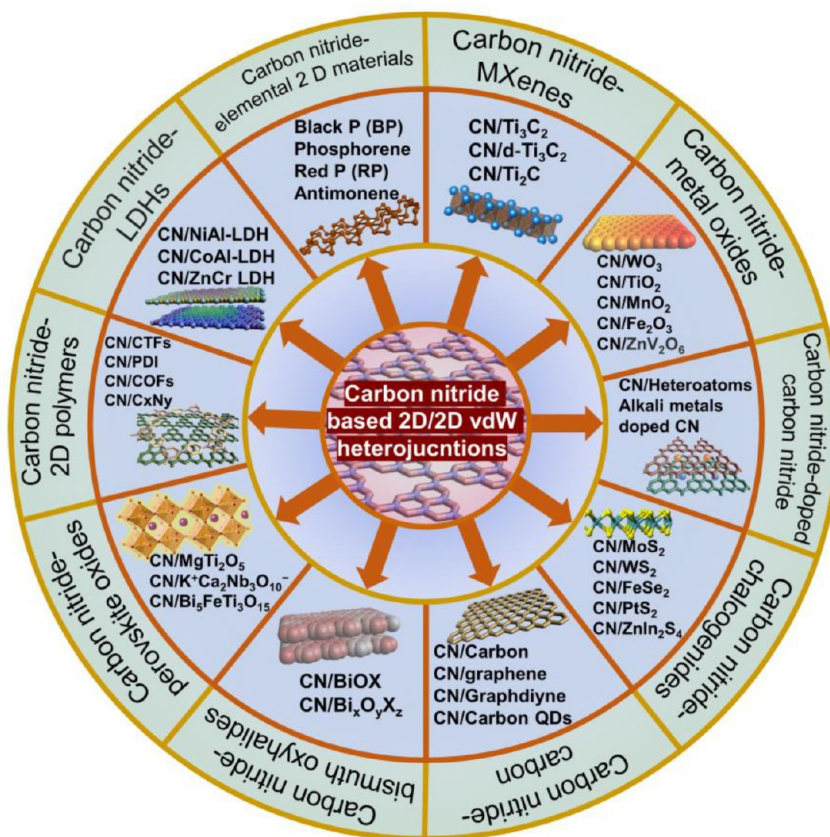 Carbon nitride
based 2D/2D vdW
heterojucntions
Carbon nitride-
MXenes
CN/Ti₃C₂
CN/d-Ti₃C₂
CN/Ti₂C
Carbon nitride-
metal oxides
CN/WO₃
CN/TiO₂
CN/MnO₂
CN/Fe₂O₃
CN/ZnV₂O₆
Carbon nitride-doped
carbon nitride
CN/Heteroatoms
Alkali metals
doped CN
Carbon nitride-
chalcogenides
CN/MoS₂
CN/WS₂
CN/FeSe₂
CN/PtS₂
CN/ZnIn₂S₄
Carbon nitride-
carbon
CN/Carbon
CN/graphene
CN/Graphdiyne
CN/Carbon QDs
Carbon nitride-
bismuth oxyhalides
CN/BiOX
CN/BiₓOᵧX𝓏
Carbon nitride-
perovskite oxides
CN/MgTi₂O₅
CN/K⁺Ca₂Nb₃O₁₀⁻
CN/Bi₅FeTi₃O₁₅
Carbon nitride-
2D polymers
CN/CTFs
CN/PDI
CN/COFs
CN/CxNy
Carbon nitride-
LDHs
CN/NiAl-LDH
CN/CoAl-LDH
CN/ZnCr LDH
Carbon nitride-
elemental 2 D materials
Black P (BP)
Phosphorene
Red P (RP)
Antimonene